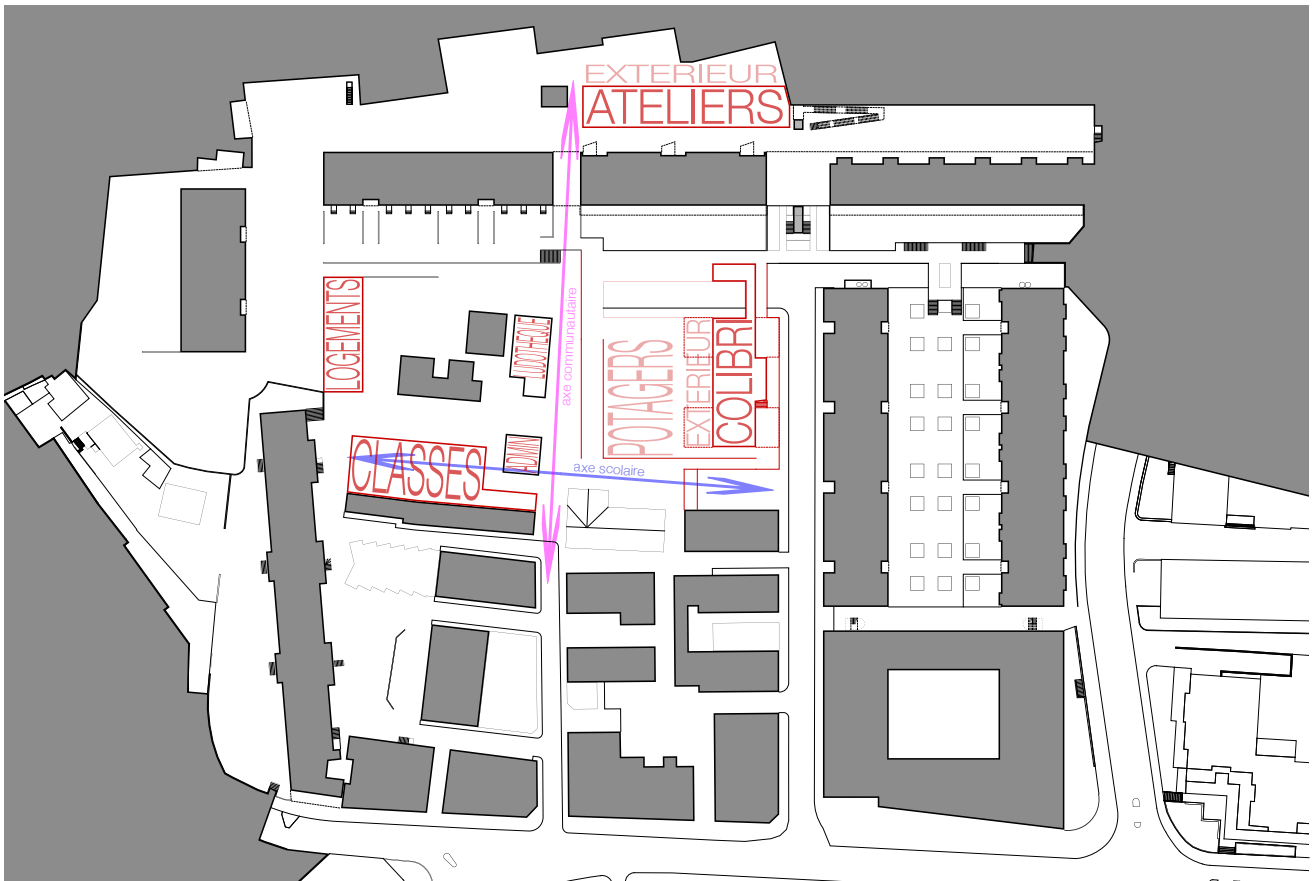 EXTERIEUR
ATELIERS
LOGEMENTS
LUDOTHEQUE
axe communautaire
POTAGERS
EXTERIEUR
COLIBRI
CLASSES
ADMIN
axe scolaire